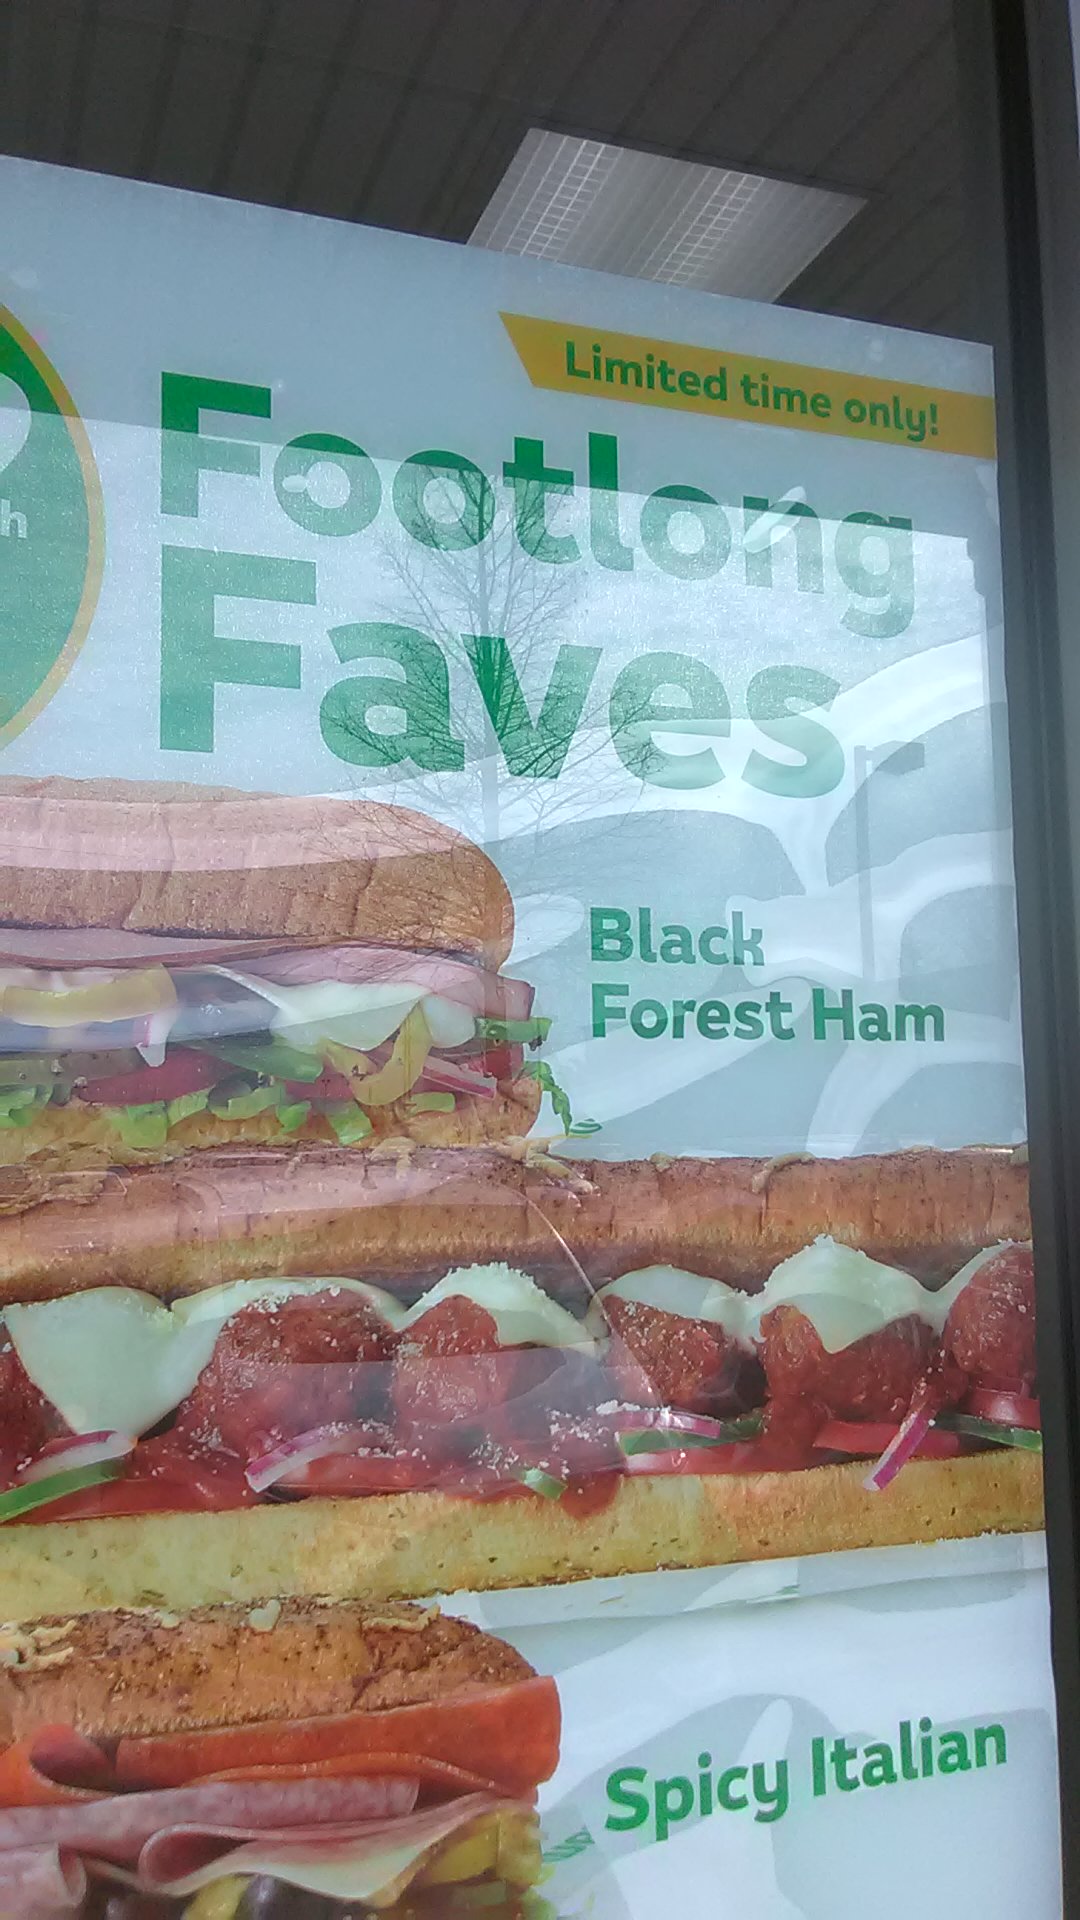 Limited time only!
Footlong
Faves
Black
Forest Ham
Spicy Italian